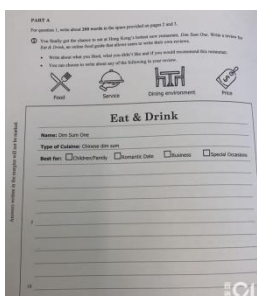 PART A
For question 1, write about 200 words in the space provided on pages 2 and 3.
You finally got the chance to eat at Hong Kong's hottest new restaurant, Dim Sum One. Write a review for
Eat & Drink, an online food guide that allows users to write their own reviews.
• Write about what you liked, what you didn't like and if you would recommend this restaurant.
• You can choose to write about any of the following in your review.
Food
Service
Dining environment
Price
Eat & Drink
Name: Dim Sum One
Type of Cuisine: Chinese dim sum
Best for: Children/Family Romantic Date Business Special Occasions
Answers written in the margins will not be marked.
5
10